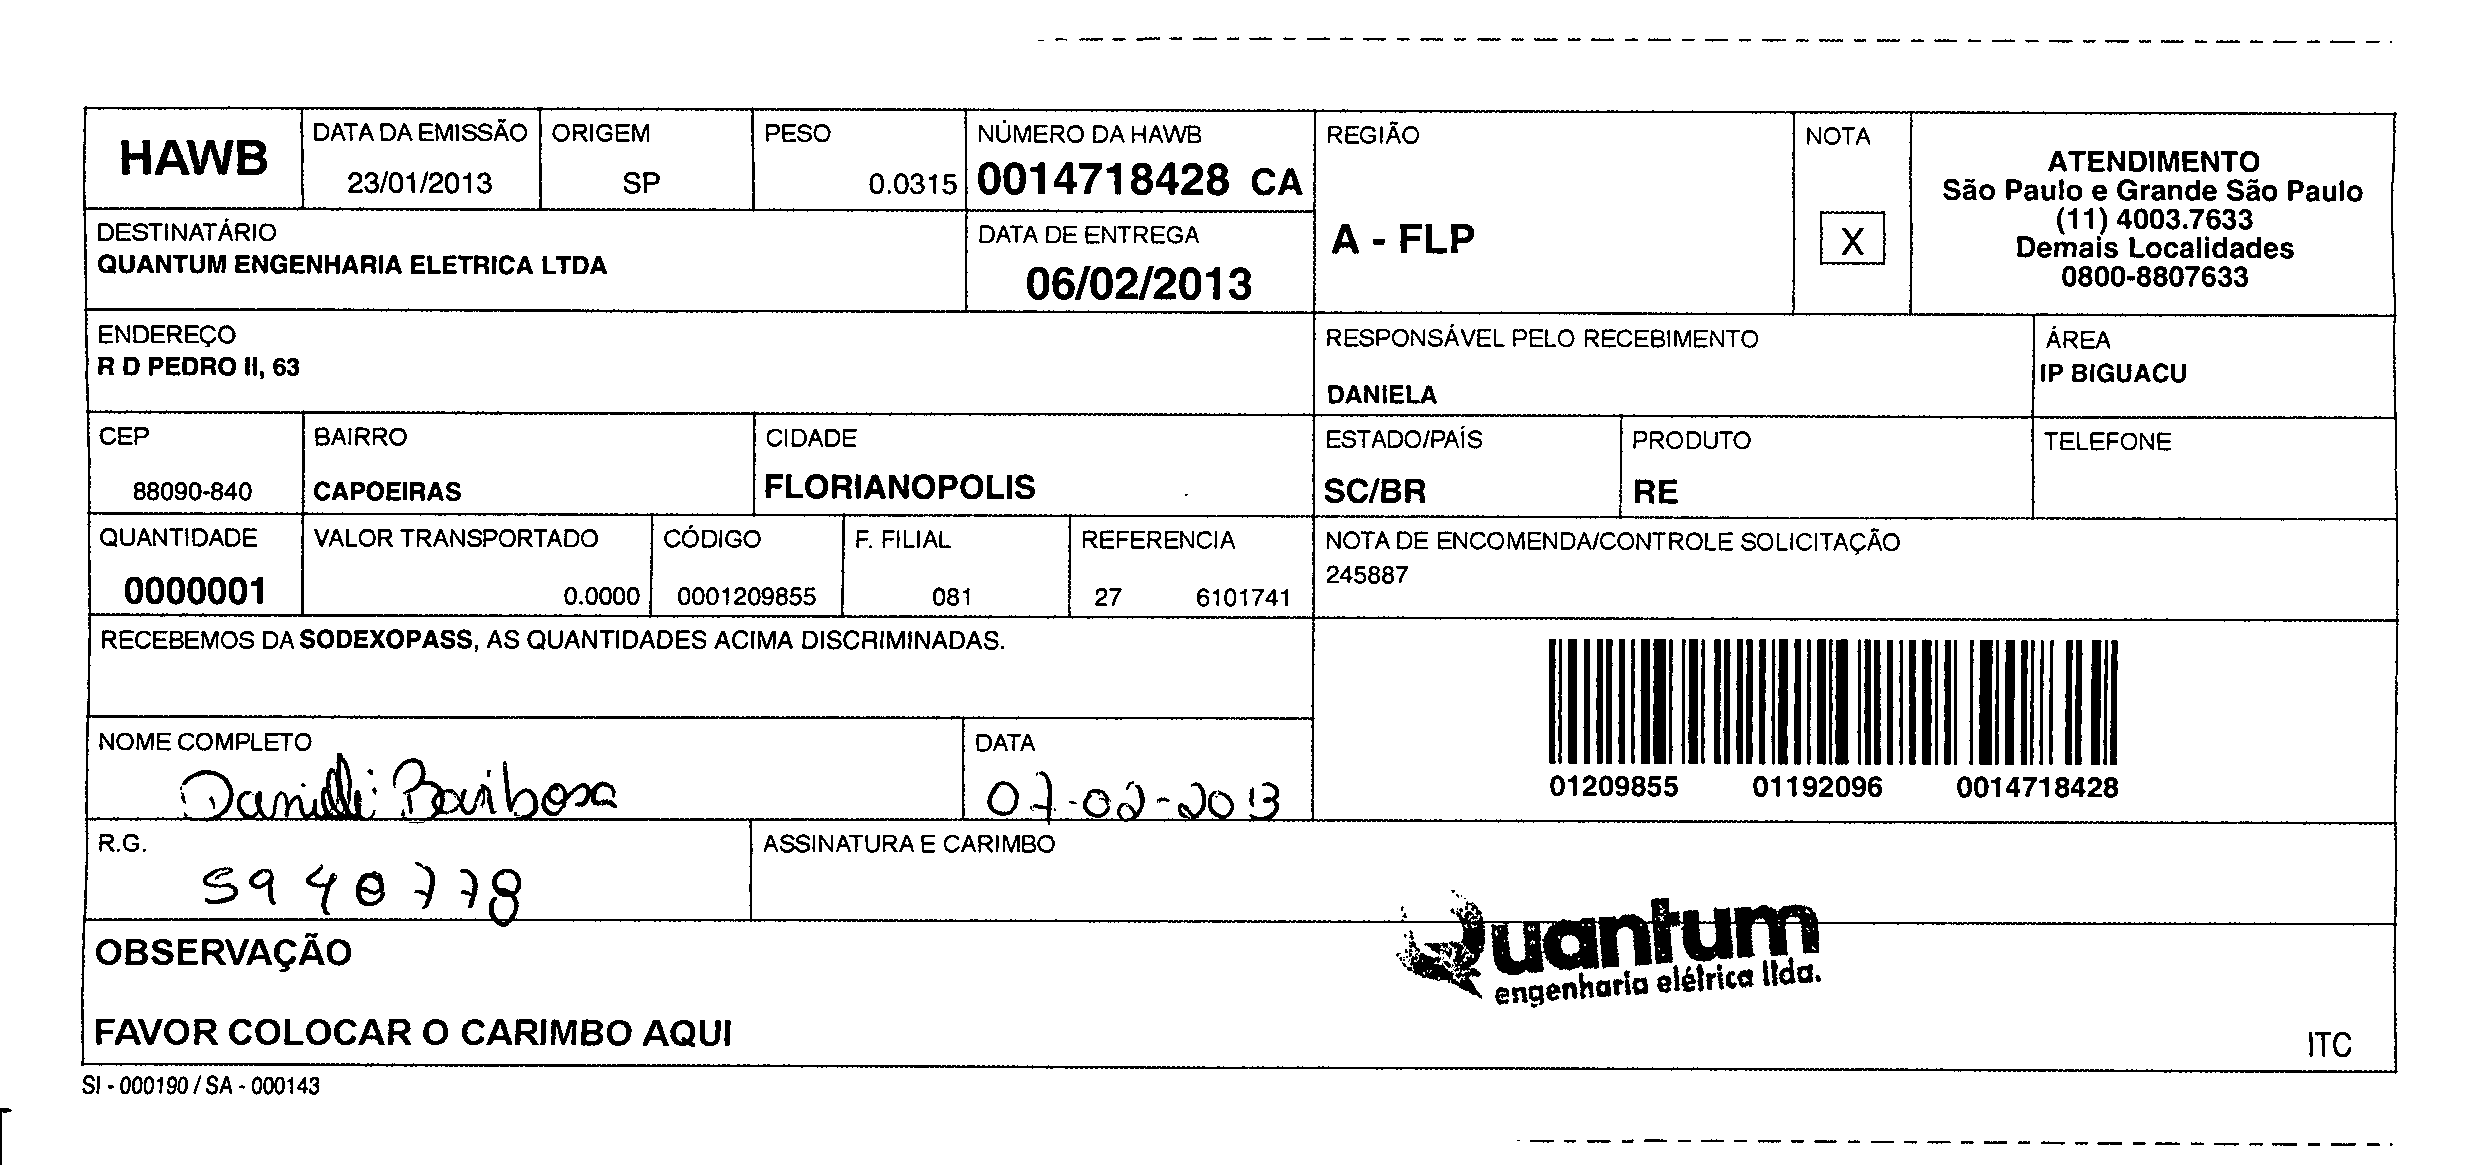 HAWB
DATA DA EMISSÃO
23/01/2013
ORIGEM
SP
PESO
0.0315
NÚMERO DA HAWB
0014718428 CA
REGIÃO
A - FLP
NOTA
X
ATENDIMENTO
São Paulo e Grande São Paulo
(11) 4003.7633
Demais Localidades
0800-8807633
DESTINATÁRIO
QUANTUM ENGENHARIA ELETRICA LTDA
DATA DE ENTREGA
06/02/2013
ENDEREÇO
R D PEDRO II, 63
RESPONSÁVEL PELO RECEBIMENTO
DANIELA
ÁREA
IP BIGUACU
CEP
88090-840
BAIRRO
CAPOEIRAS
CIDADE
FLORIANOPOLIS
ESTADO/PAÍS
SC/BR
PRODUTO
RE
TELEFONE
QUANTIDADE
0000001
VALOR TRANSPORTADO
0.0000
CÓDIGO
0001209855
F. FILIAL
081
REFERENCIA
27 6101741
NOTA DE ENCOMENDA/CONTROLE SOLICITAÇÃO
245887
RECEBEMOS DA SODEXOPASS, AS QUANTIDADES ACIMA DISCRIMINADAS.
01209855 01192096 0014718428
NOME COMPLETO
Danielli Barbosa
DATA
07-02-2013
R.G.
5940778
ASSINATURA E CARIMBO
Quantum
engenharia elétrica ltda.
OBSERVAÇÃO
FAVOR COLOCAR O CARIMBO AQUI
ITC
SI - 000190 / SA - 000143